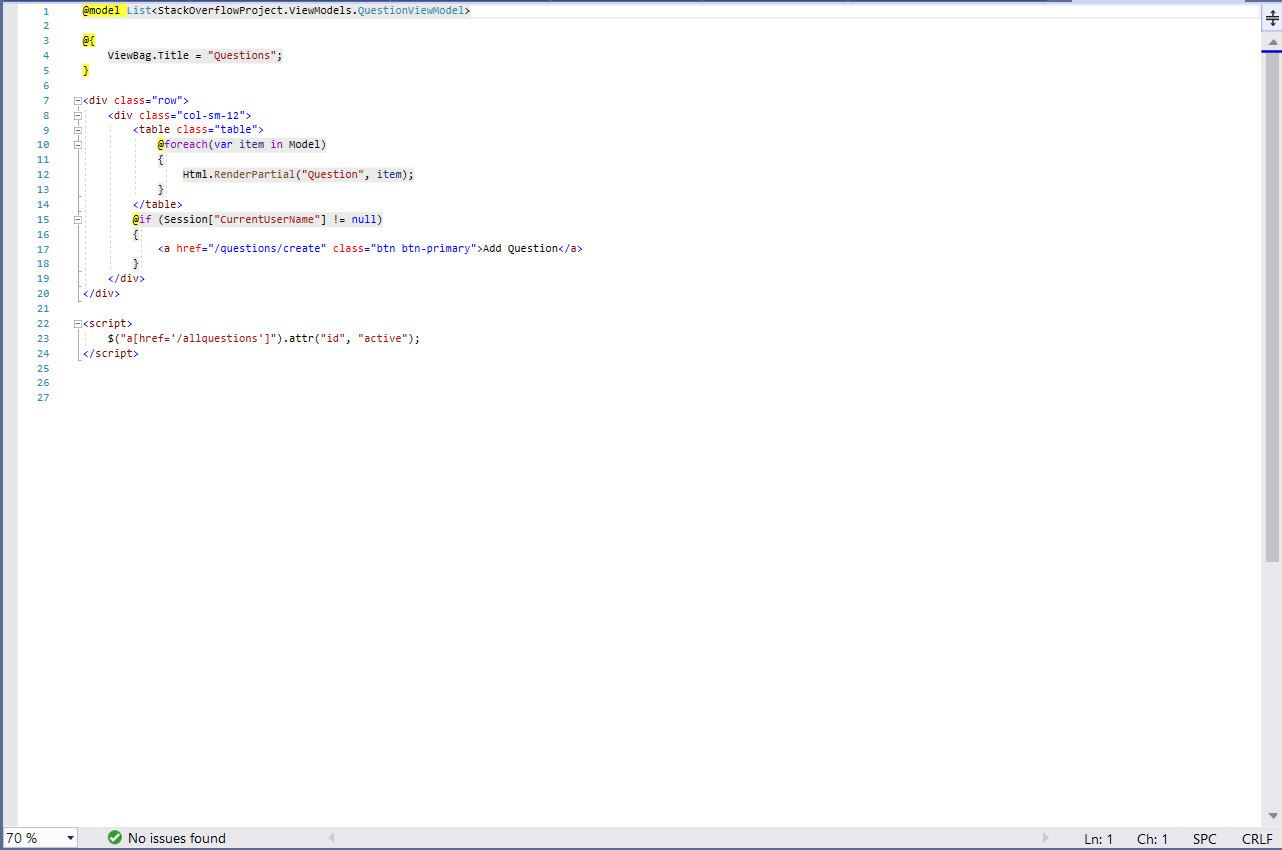 1 @model List<StackOverflowProject.ViewModels.QuestionViewModel>
2
3 @{
4     ViewBag.Title = "Questions";
5 }
6
7 <div class="row">
8     <div class="col-sm-12">
9         <table class="table">
10             @foreach(var item in Model)
11             {
12                 Html.RenderPartial("Question", item);
13             }
14         </table>
15         @if (Session["CurrentUserName"] != null)
16         {
17             <a href="/questions/create" class="btn btn-primary">Add Question</a>
18         }
19     </div>
20 </div>
21
22 <script>
23     $("a[href='/allquestions']").attr("id", "active");
24 </script>
25
26
27
70 % No issues found Ln: 1 Ch: 1 SPC CRLF